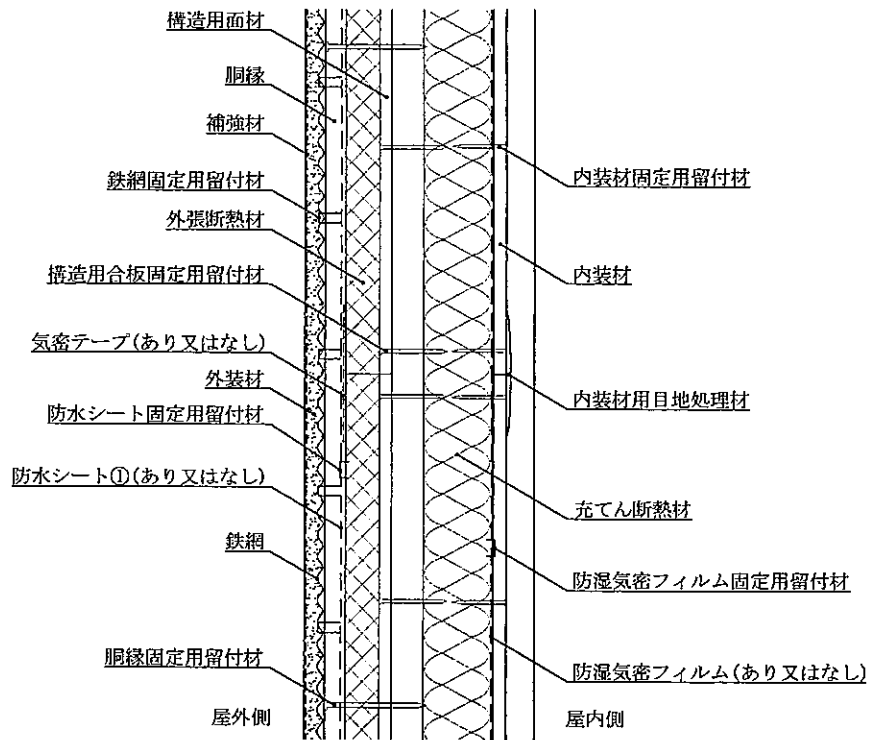 構造用面材
胴縁
補強材
鉄網固定用留付材
外張断熱材
構造用合板固定用留付材
気密テープ(あり又はなし)
外装材
防水シート固定用留付材
防水シート①(あり又はなし)
鉄網
胴縁固定用留付材
屋外側
内装材固定用留付材
内装材
内装材用目地処理材
充てん断熱材
防湿気密フィルム固定用留付材
防湿気密フィルム(あり又はなし)
屋内側